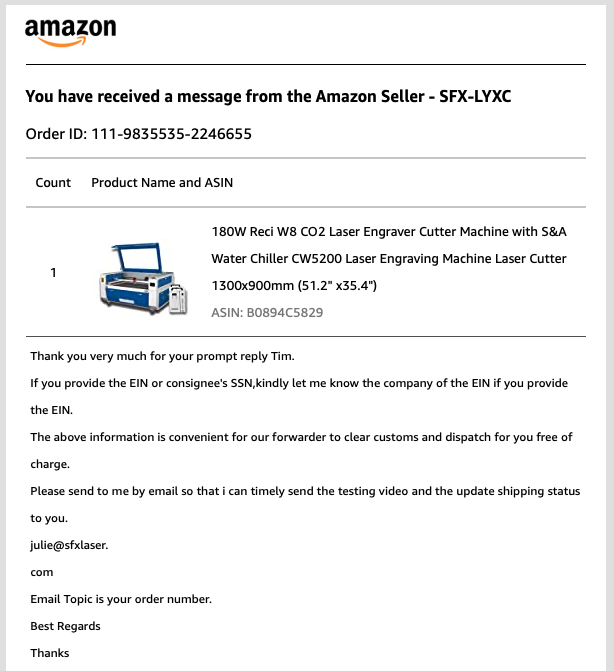 amazon
You have received a message from the Amazon Seller - SFX-LYXC
Order ID: 111-9835535-2246655
Count Product Name and ASIN
1
180W Reci W8 CO2 Laser Engraver Cutter Machine with S&A
Water Chiller CW5200 Laser Engraving Machine Laser Cutter
1300x900mm (51.2" x35.4")
ASIN: B0894C5829
Thank you very much for your prompt reply Tim.
If you provide the EIN or consignee's SSN,kindly let me know the company of the EIN if you provide
the EIN.
The above information is convenient for our forwarder to clear customs and dispatch for you free of
charge.
Please send to me by email so that i can timely send the testing video and the update shipping status
to you.
julie@sfxlaser.
com
Email Topic is your order number.
Best Regards
Thanks